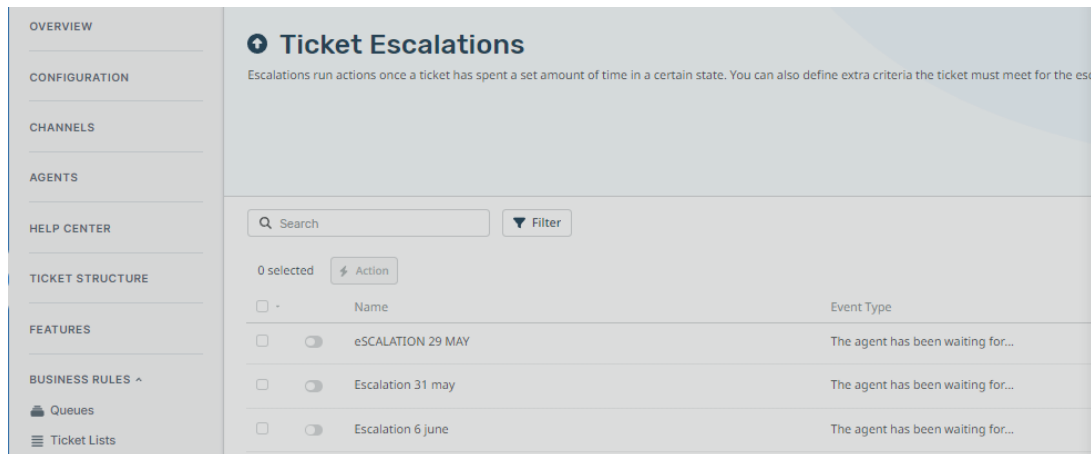 OVERVIEW
CONFIGURATION
CHANNELS
AGENTS
HELP CENTER
TICKET STRUCTURE
FEATURES
BUSINESS RULES
Queues
Ticket Lists
Ticket Escalations
Escalations run actions once a ticket has spent a set amount of time in a certain state. You can also define extra criteria the ticket must meet for the
Search
Filter
0 selected
Action
Name Event Type
eSCALATION 29 MAY The agent has been waiting for...
Escalation 31 may The agent has been waiting for...
Escalation 6 june The agent has been waiting for...